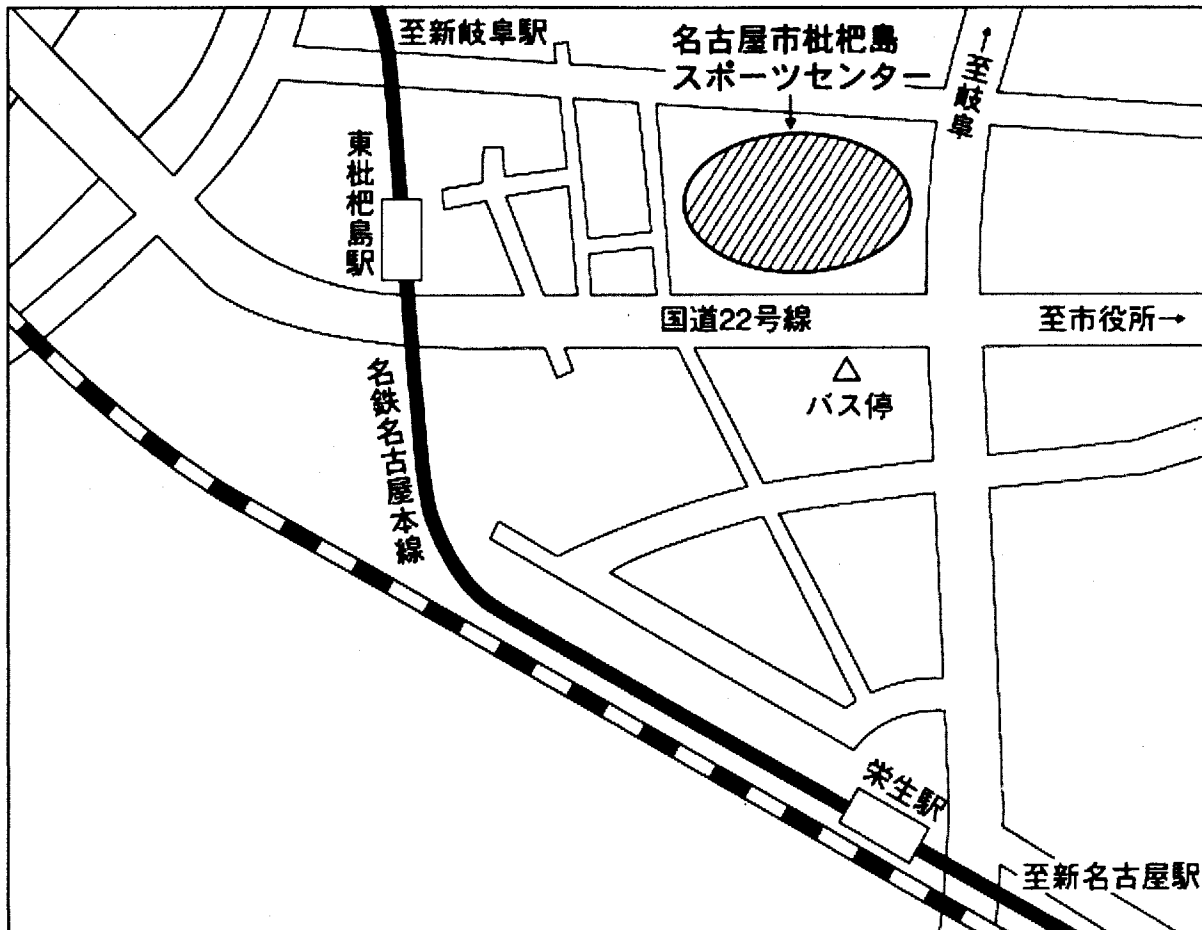 至新岐阜駅
名古屋市枇杷島
スポーツセンター
↑至岐阜
東枇杷島駅
国道22号線
至市役所→
バス停
名鉄名古屋本線
栄生駅
至新名古屋駅